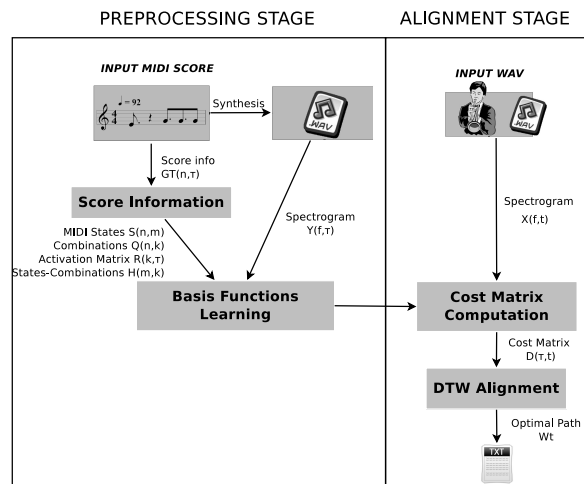 PREPROCESSING STAGE
ALIGNMENT STAGE
INPUT MIDI SCORE
♩ = 92
Synthesis
.WAV
INPUT WAV
.WAV
Score info
GT(n,τ)
Score Information
MIDI States S(n,m)
Combinations Q(n,k)
Activation Matrix R(k,τ)
States-Combinations H(m,k)
Spectrogram
Y(f,τ)
Spectrogram
X(f,t)
Basis Functions
Learning
Cost Matrix
Computation
Cost Matrix
D(τ,t)
DTW Alignment
Optimal Path
Wt
TXT